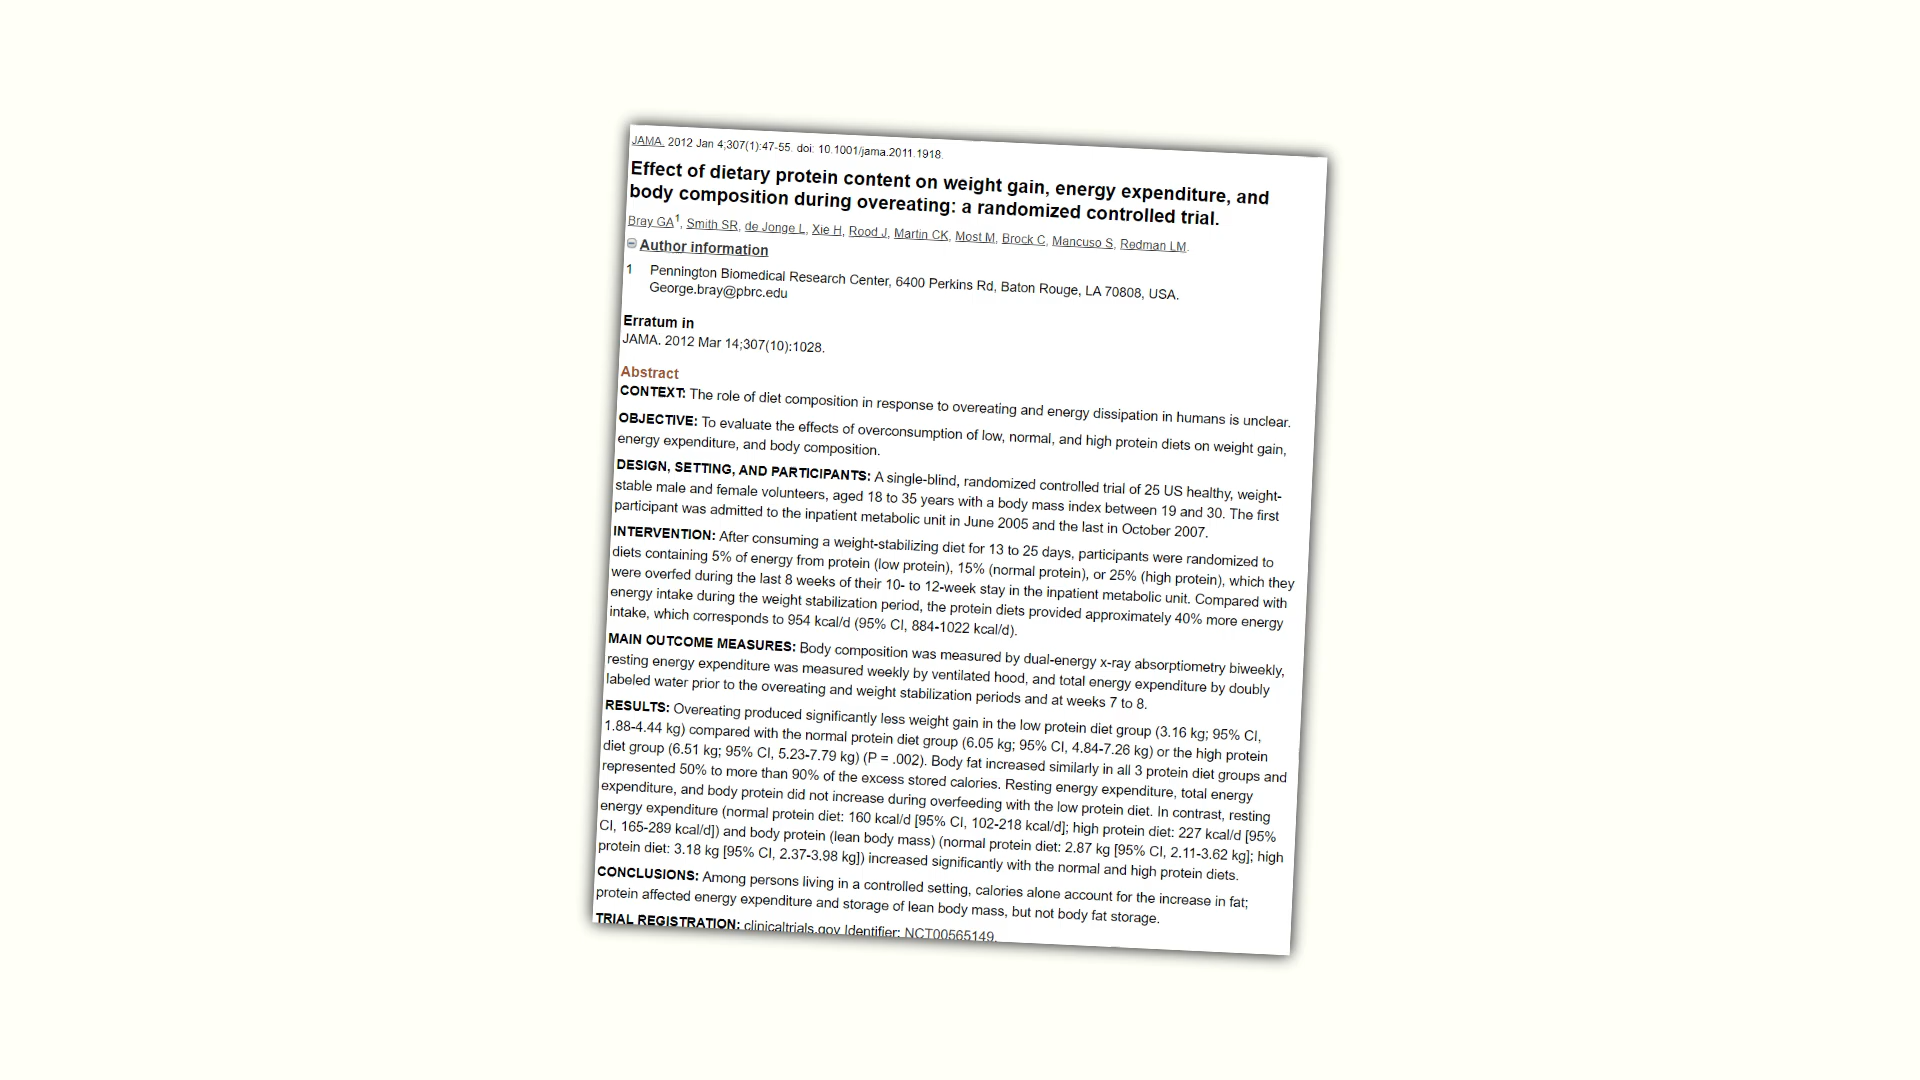 JAMA. 2012 Jan 4;307(1):47-55. doi: 10.1001/jama.2011.1918.
Effect of dietary protein content on weight gain, energy expenditure, and
body composition during overeating: a randomized controlled trial.
Bray GA1, Smith SR, de Jonge L, Xie H, Rood J, Martin CK, Most M, Brock C, Mancuso S, Redman LM.
Author information
1 Pennington Biomedical Research Center, 6400 Perkins Rd, Baton Rouge, LA 70808, USA.
George.bray@pbrc.edu
Erratum in
JAMA. 2012 Mar 14;307(10):1028.
Abstract
CONTEXT: The role of diet composition in response to overeating and energy dissipation in humans is unclear.
OBJECTIVE: To evaluate the effects of overconsumption of low, normal, and high protein diets on weight gain,
energy expenditure, and body composition.
DESIGN, SETTING, AND PARTICIPANTS: A single-blind, randomized controlled trial of 25 US healthy, weight-
stable male and female volunteers, aged 18 to 35 years with a body mass index between 19 and 30. The first
participant was admitted to the inpatient metabolic unit in June 2005 and the last in October 2007.
INTERVENTION: After consuming a weight-stabilizing diet for 13 to 25 days, participants were randomized to
diets containing 5% of energy from protein (low protein), 15% (normal protein), or 25% (high protein), which they
were overfed during the last 8 weeks of their 10- to 12-week stay in the inpatient metabolic unit. Compared with
energy intake during the weight stabilization period, the protein diets provided approximately 40% more energy
intake, which corresponds to 954 kcal/d (95% CI, 884-1022 kcal/d).
MAIN OUTCOME MEASURES: Body composition was measured by dual-energy x-ray absorptiometry biweekly,
resting energy expenditure was measured weekly by ventilated hood, and total energy expenditure by doubly
labeled water prior to the overeating and weight stabilization periods and at weeks 7 to 8.
RESULTS: Overeating produced significantly less weight gain in the low protein diet group (3.16 kg; 95% CI,
1.88-4.44 kg) compared with the normal protein diet group (6.05 kg; 95% CI, 4.84-7.26 kg) or the high protein
diet group (6.51 kg; 95% CI, 5.23-7.79 kg) (P = .002). Body fat increased similarly in all 3 protein diet groups and
represented 50% to more than 90% of the excess stored calories. Resting energy expenditure, total energy
expenditure, and body protein did not increase during overfeeding with the low protein diet. In contrast, resting
energy expenditure (normal protein diet: 160 kcal/d [95% CI, 102-218 kcal/d]; high protein diet: 227 kcal/d [95%
CI, 165-289 kcal/d]) and body protein (lean body mass) (normal protein diet: 2.87 kg [95% CI, 2.11-3.62 kg]; high
protein diet: 3.18 kg [95% CI, 2.37-3.98 kg]) increased significantly with the normal and high protein diets.
CONCLUSIONS: Among persons living in a controlled setting, calories alone account for the increase in fat;
protein affected energy expenditure and storage of lean body mass, but not body fat storage.
TRIAL REGISTRATION: clinicaltrials.gov Identifier: NCT00565149.